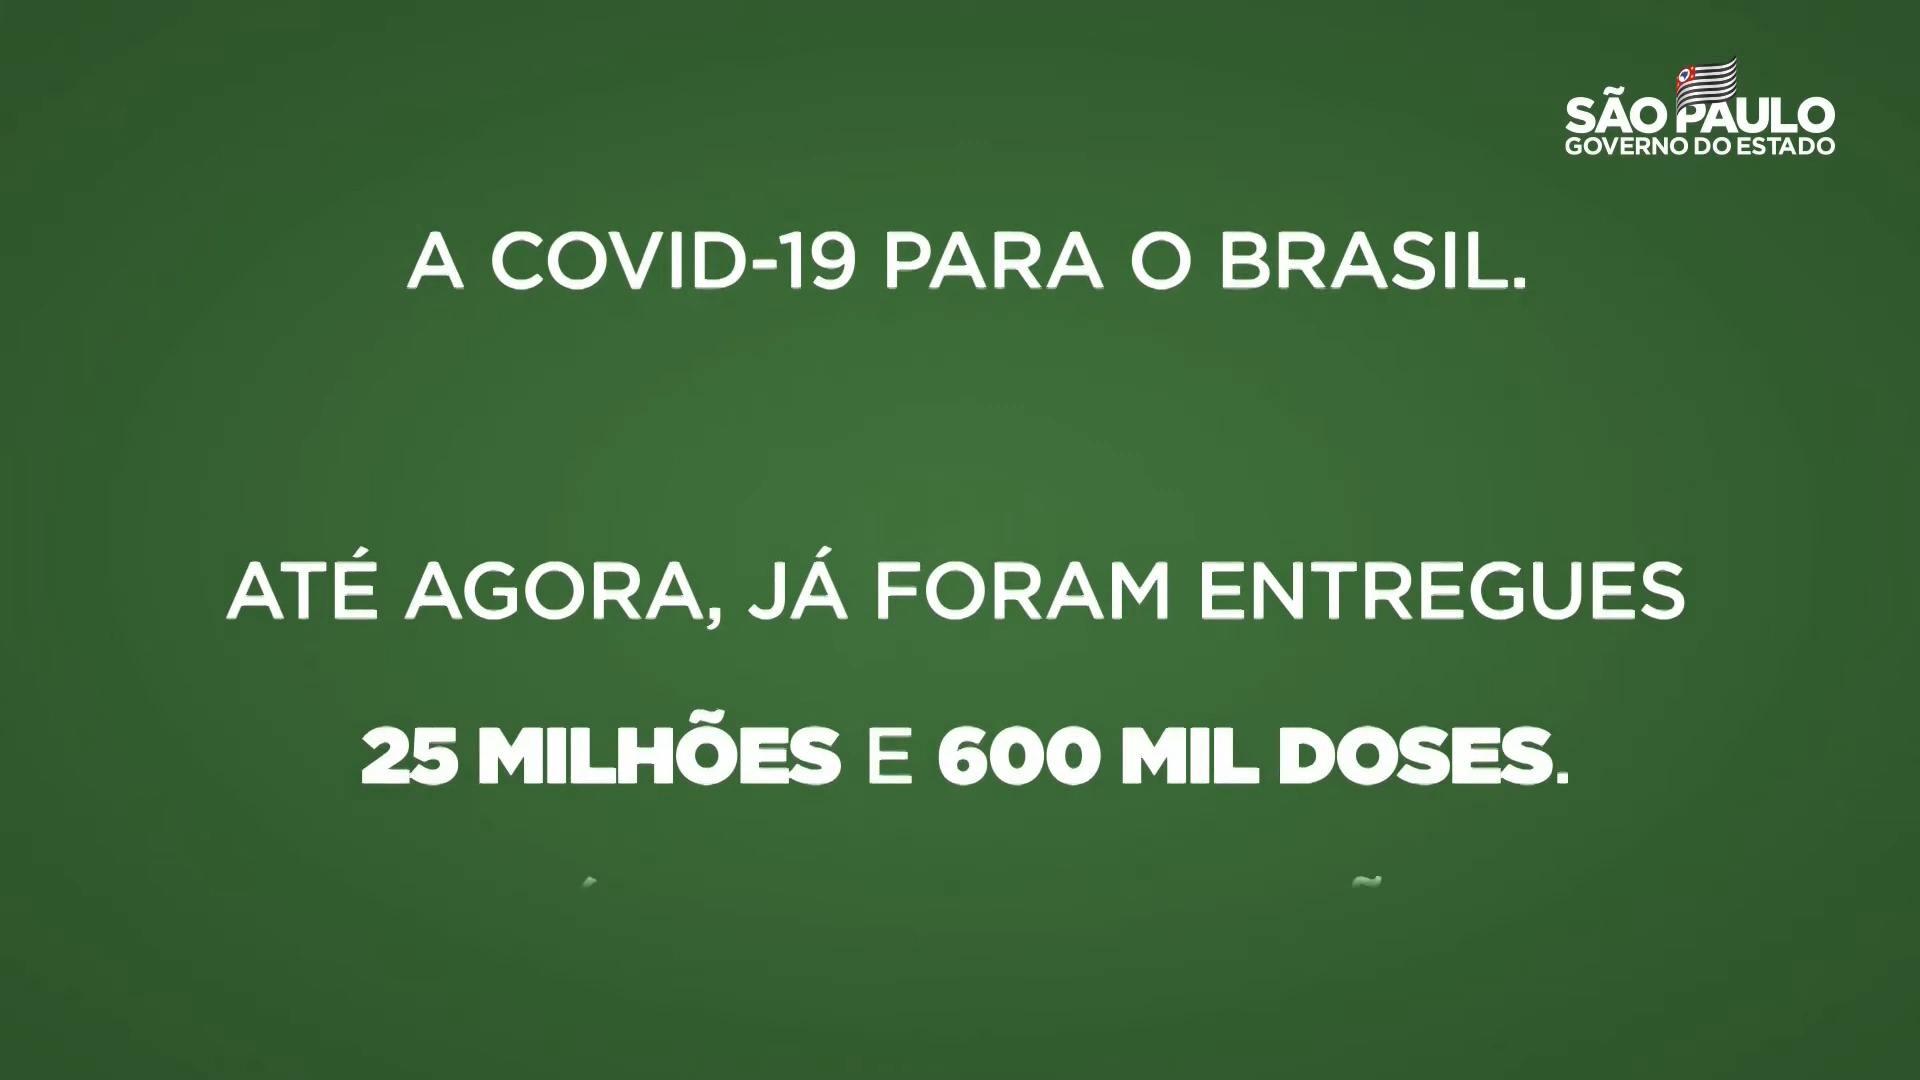 SÃO PAULO
GOVERNO DO ESTADO
A COVID-19 PARA O BRASIL.
ATÉ AGORA, JÁ FORAM ENTREGUES
25 MILHÕES E 600 MIL DOSES.